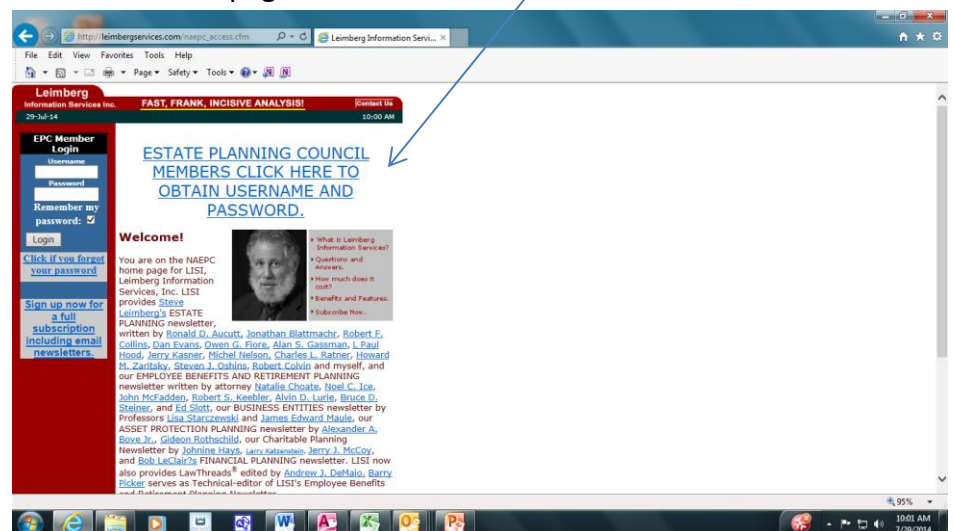 http://leimbergservices.com/naepc_access.cfm
Leimberg Information Servi...
File Edit View Favorites Tools Help
Page Safety Tools
Leimberg
Information Services Inc.
FAST, FRANK, INCISIVE ANALYSIS!
Contact Us
29-Jul-14
10:00 AM
EPC Member
Login
Username
Password
Remember my
password:
Login
Click if you forgot
your password
Sign up now for
a full
subscription
including email
newsletters.
ESTATE PLANNING COUNCIL
MEMBERS CLICK HERE TO
OBTAIN USERNAME AND
PASSWORD.
Welcome!
You are on the NAEPC
home page for LISI,
Leimberg Information
Services, Inc. LISI
provides Steve
Leimberg's ESTATE
PLANNING newsletter,
What is Leimberg
Information Services?
Questions and
Answers.
How much does it
cost?
Benefits and Features.
Subscribe Now.
written by Ronald D. Aucutt, Jonathan Blattmachr, Robert F.
Collins, Dan Evans, Owen G. Fiore, Alan S. Gassman, L Paul
Hood, Jerry Kasner, Michel Nelson, Charles L. Ratner, Howard
M. Zaritsky, Steven J. Oshins, Robert Colvin and myself, and
our EMPLOYEE BENEFITS AND RETIREMENT PLANNING
newsletter written by attorney Natalie Choate, Noel C. Ice,
John McFadden, Robert S. Keebler, Alvin D. Lurie, Bruce D.
Steiner, and Ed Slott, our BUSINESS ENTITIES newsletter by
Professors Lisa Starczewski and James Edward Maule, our
ASSET PROTECTION PLANNING newsletter by Alexander A.
Bove Jr., Gideon Rothschild, our Charitable Planning
Newsletter by Johnine Hays, Larry Katzenstein, Jerry J. McCoy,
and Bob LeClair?s FINANCIAL PLANNING newsletter. LISI now
also provides LawThreads® edited by Andrew J. DeMaio. Barry
Picker serves as Technical-editor of LISI's Employee Benefits
and Retirement Planning Newsletter
95%
10:01 AM
7/29/2014